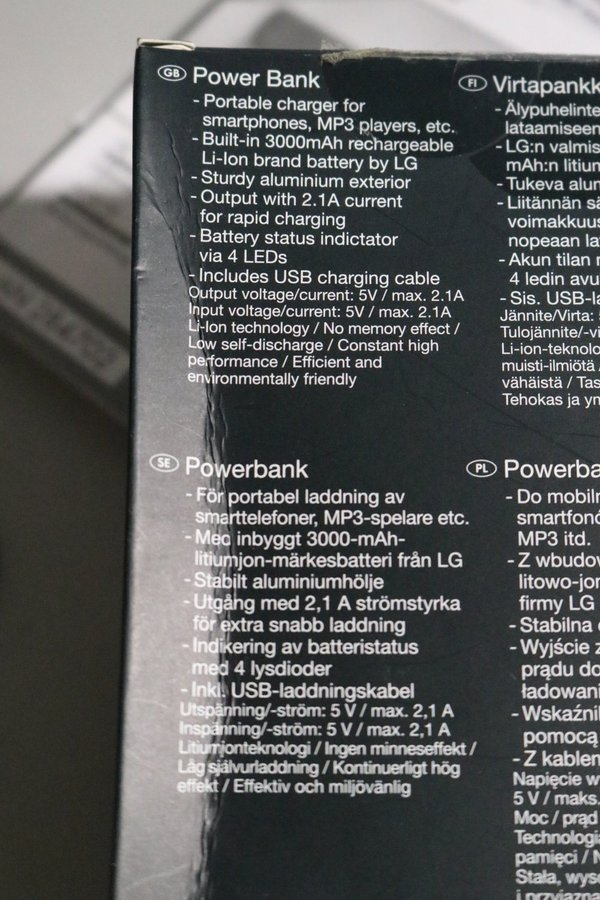 GB Power Bank
- Portable charger for
smartphones, MP3 players, etc.
- Built-in 3000mAh rechargeable
Li-Ion brand battery by LG
- Sturdy aluminium exterior
- Output with 2.1A current
for rapid charging
- Battery status indictator
via 4 LEDs
- Includes USB charging cable
Output voltage/current: 5V / max. 2.1A
Input voltage/current: 5V / max. 2.1A
Li-Ion technology / No memory effect /
Low self-discharge / Constant high
performance / Efficient and
environmentally friendly
FI Virtapankk
- Älypuhelinte
lataamiseen
- LG:n valmis
mAh:n litium
- Tukeva alum
- Liitännän sä
voimakkuus
nopeaan la
- Akun tilan
4 ledin avu
- Sis. USB-la
Jännite/Virta:
Tulojännite/-vi
Li-ion-teknolo
muisti-ilmiötä /
vähäistä / Tas
Tehokas ja ym
SE Powerbank
- För portabel laddning av
smarttelefoner, MP3-spelare etc.
- Med inbyggt 3000-mAh-
litiumjon-märkesbatteri från LG
- Stabilt aluminiumhölje
- Utgång med 2,1 A strömstyrka
för extra snabb laddning
- Indikering av batteristatus
med 4 lysdioder
- Inkl. USB-laddningskabel
Utspänning/-ström: 5 V / max. 2,1 A
Inspänning/-ström: 5 V / max. 2,1 A
Litiumjonteknologi / Ingen minneseffekt /
Låg självurladdning / Kontinuerligt hög
effekt / Effektiv och miljövänlig
PL Powerba
- Do mobiln
smartfonó
MP3 itd.
- Z wbudow
litowo-jon
firmy LG
- Stabilna
- Wyjście z
prądu do
ładowani
- Wskaźnil
pomocą
- Z kablem
Napięcie w
5 V / maks.
Moc / prąd
Technologia
pamięci / N
Stała, wyso
i przyjazna